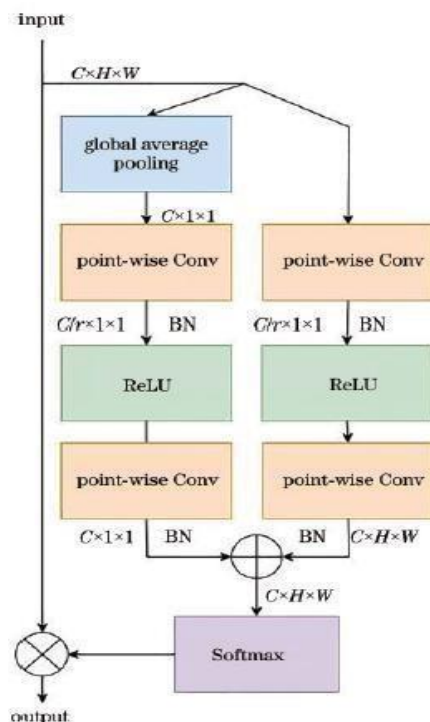 input
C×H×W
global average
pooling
C×1×1
point-wise Conv
point-wise Conv
C/r×1×1
BN
C/r×1×1
BN
ReLU
ReLU
point-wise Conv
point-wise Conv
C×1×1
BN
BN
C×H×W
C×H×W
Softmax
output